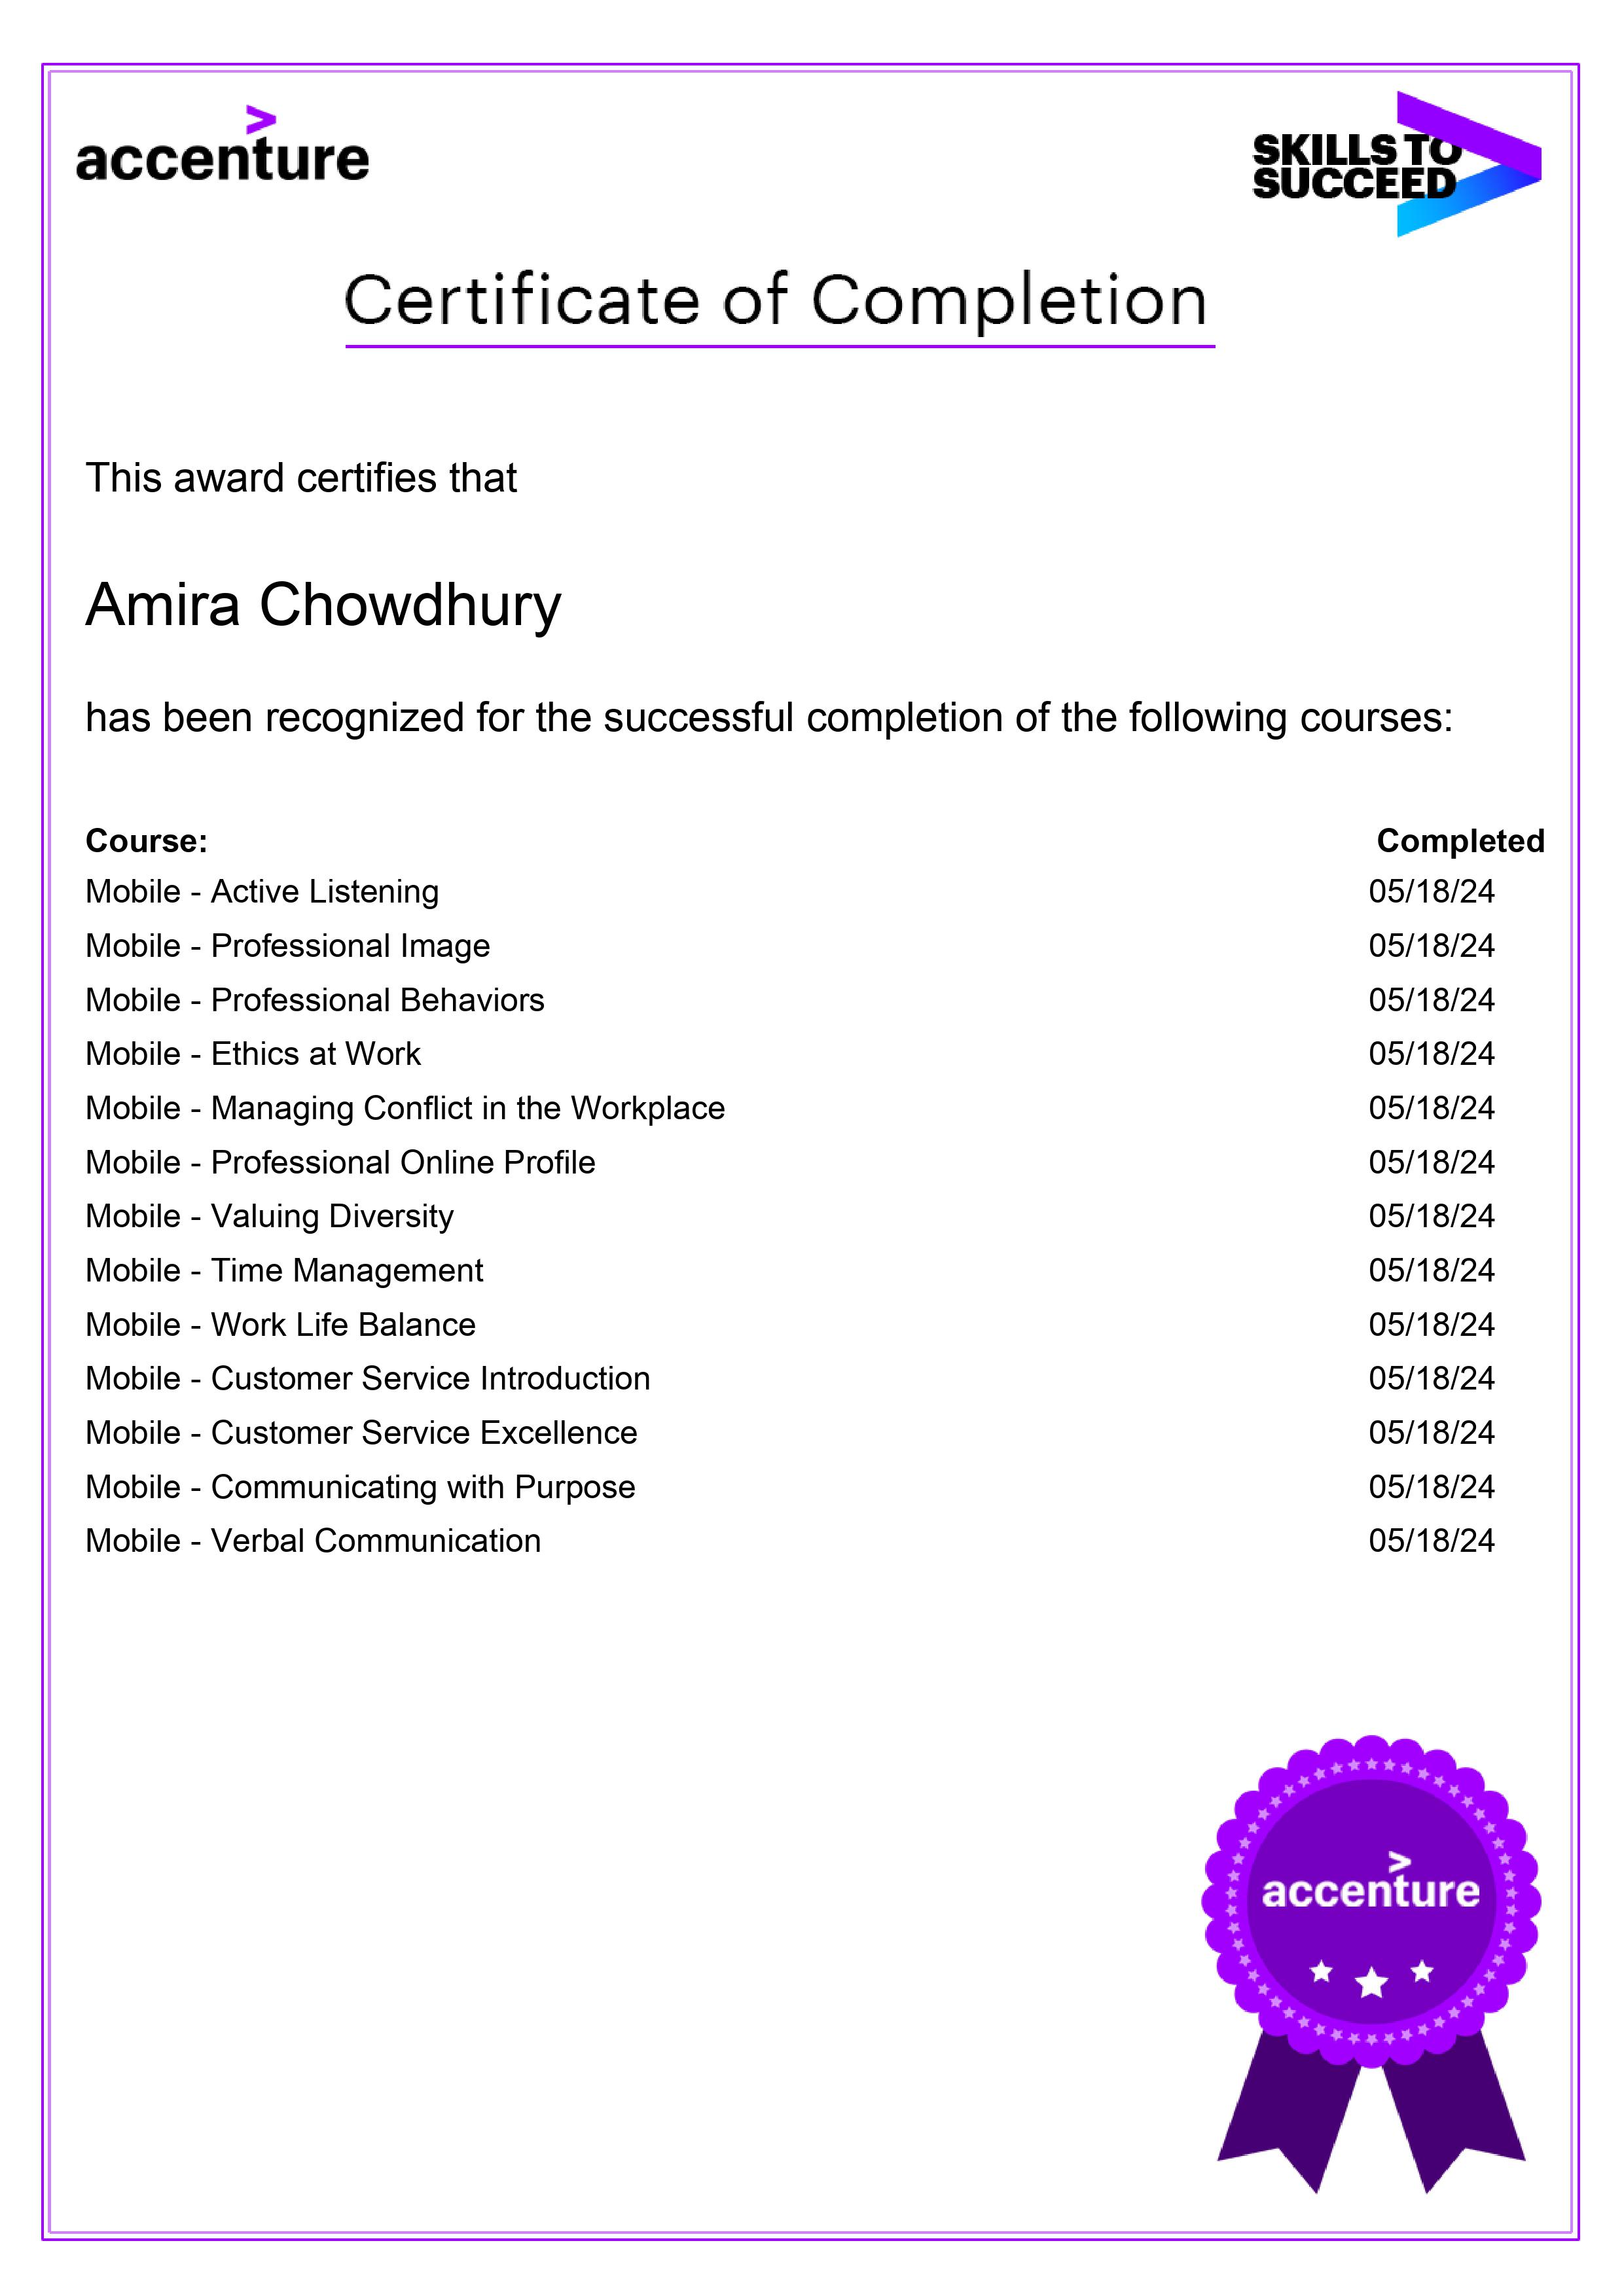 accenture
SKILLS TO
SUCCEED
Certificate of Completion
This award certifies that
Amira Chowdhury
has been recognized for the successful completion of the following courses:
Course: Completed
Mobile - Active Listening 05/18/24
Mobile - Professional Image 05/18/24
Mobile - Professional Behaviors 05/18/24
Mobile - Ethics at Work 05/18/24
Mobile - Managing Conflict in the Workplace 05/18/24
Mobile - Professional Online Profile 05/18/24
Mobile - Valuing Diversity 05/18/24
Mobile - Time Management 05/18/24
Mobile - Work Life Balance 05/18/24
Mobile - Customer Service Introduction 05/18/24
Mobile - Customer Service Excellence 05/18/24
Mobile - Communicating with Purpose 05/18/24
Mobile - Verbal Communication 05/18/24
accenture